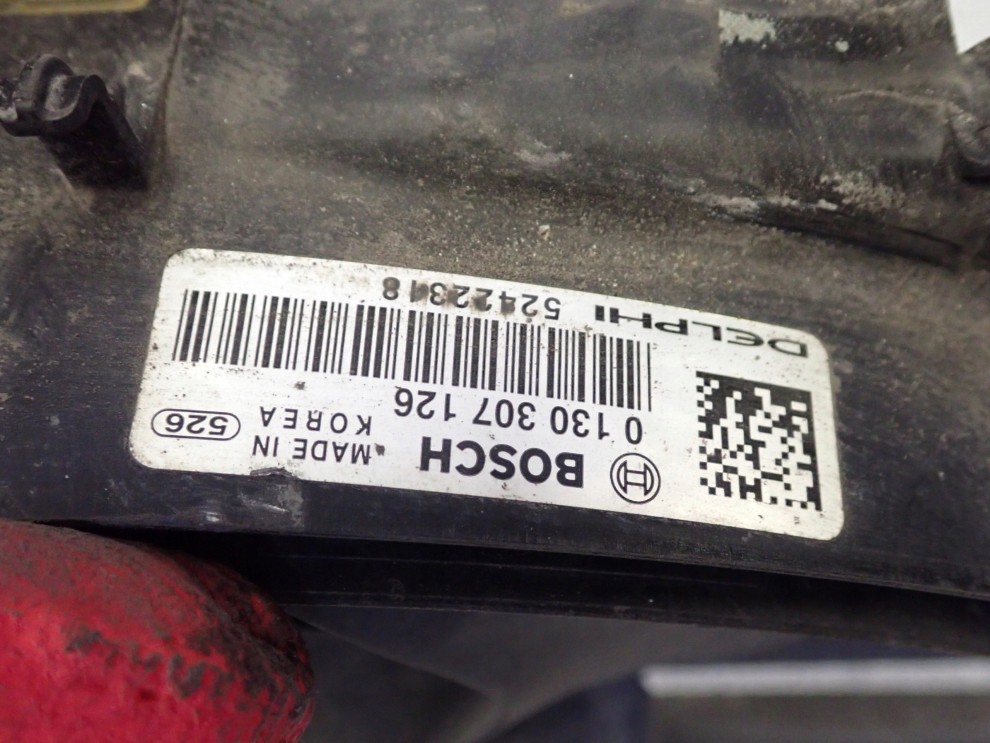 BOSCH MADE IN KOREA 526
0 130 307 126
DELPHI 52422318